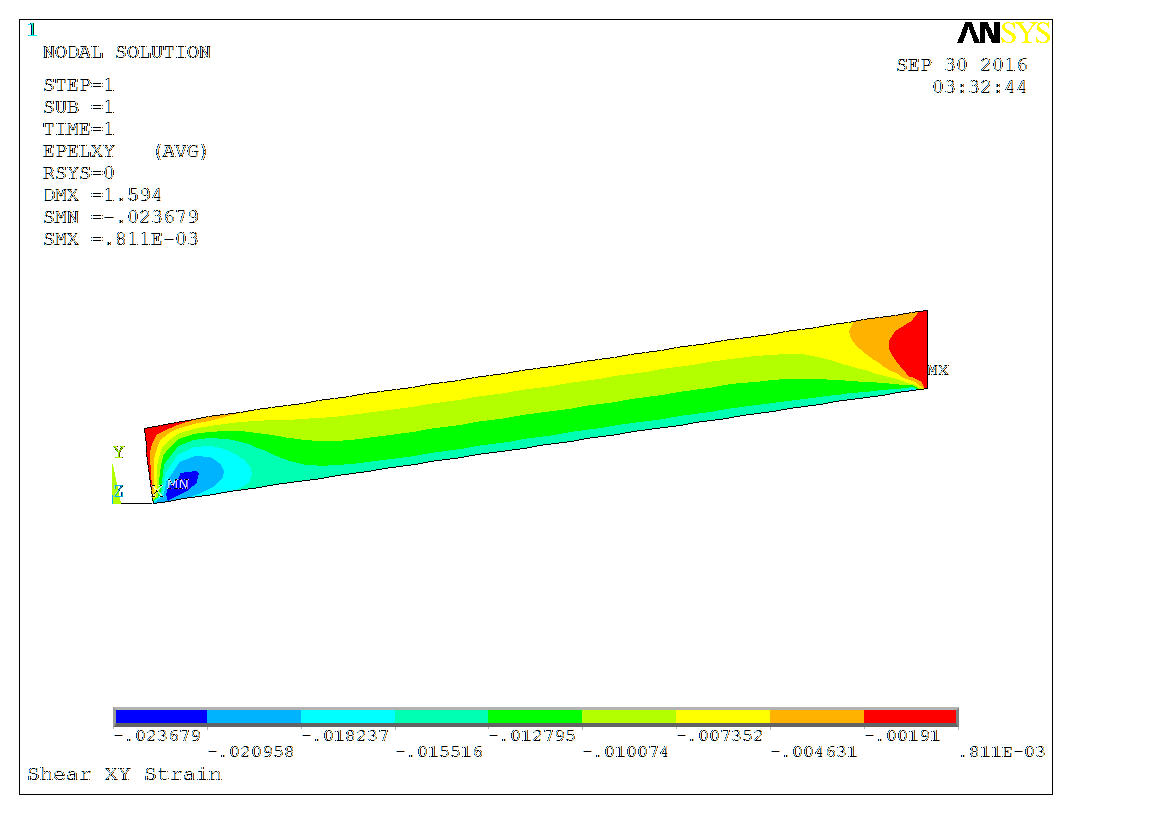 1
ANSYS
NODAL SOLUTION
SEP 30 2016
03:32:44
STEP=1
SUB =1
TIME=1
EPELXY (AVG)
RSYS=0
DMX =1.594
SMN =-.023679
SMX =.811E-03
MX
Y
Z
MN
-.023679 -.018237 -.012795 -.007352 -.00191
-.020958 -.015516 -.010074 -.004631 .811E-03
Shear XY Strain